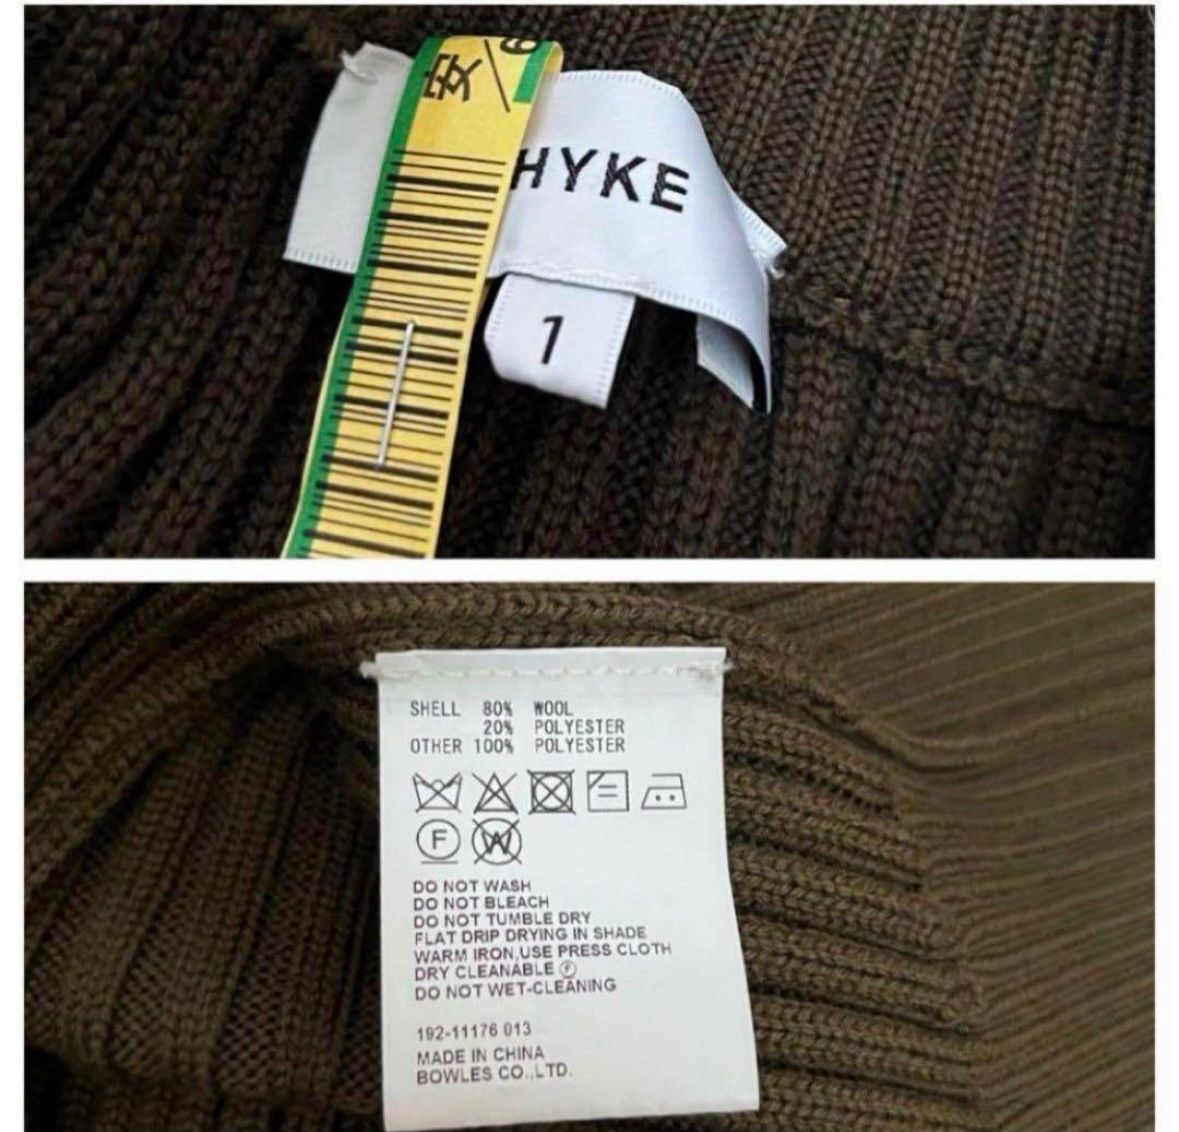 HYKE
1
SHELL 80% WOOL
20% POLYESTER
OTHER 100% POLYESTER
F
W
DO NOT WASH
DO NOT BLEACH
DO NOT TUMBLE DRY
FLAT DRIP DRYING IN SHADE
WARM IRON,USE PRESS CLOTH
DRY CLEANABLE Ⓕ
DO NOT WET-CLEANING
192-11176 013
MADE IN CHINA
BOWLES CO.,LTD.